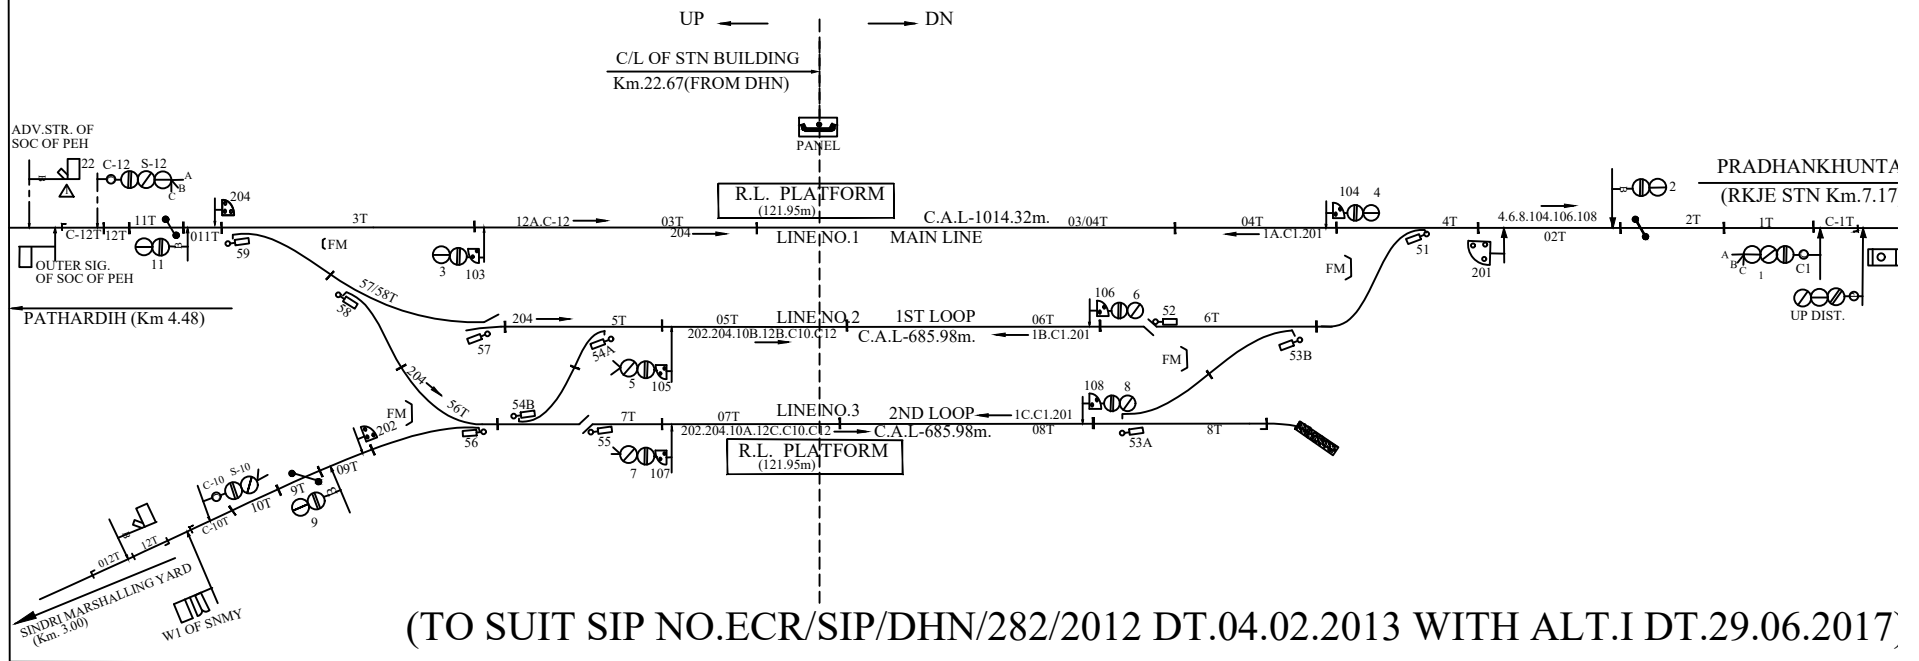 UP
DN
C/L OF STN BUILDING
Km.22.67(FROM DHN)
PANEL
ADV.STR. OF
SOC OF PEH
22
1
C-12
S-12
A
B
C
204
R.L. PLATFORM
(121.95m)
104
4
2
PRADHANKHUNTA
(RKJE STN Km.7.17
C-12T
12T
11T
011T
3T
12A.C-12
03T
204
C.A.L-1014.32m.
LINE NO.1
MAIN LINE
03/04T
04T
1A.C1.201
4T
4.6.8.104.106.108
02T
2T
1T
C-1T
11
B
59
FM
3
103
51
FM
201
A
B
C
1
C1
UP DIST.
OUTER SIG.
OF SOC OF PEH
PATHARDIH (Km 4.48)
57/58T
58
204
57
5T
54A
05T
202.204.10B.12B.C10.C12
LINE NO.2
1ST LOOP
C.A.L-685.98m.
06T
1B.C1.201
106
6
52
6T
53B
FM
5
105
204
56T
FM
202
56
54B
55
7T
07T
202.204.10A.12C.C10.C12
LINE NO.3
2ND LOOP
C.A.L-685.98m.
1C.C1.201
08T
108
8
53A
8T
R.L. PLATFORM
(121.95m)
7
107
09T
9T
9
C-10
S-10
10T
C-10T
12T
012T
SINDRI MARSHALLING YARD
(Km. 3.00)
W1 OF SNMY
(TO SUIT SIP NO.ECR/SIP/DHN/282/2012 DT.04.02.2013 WITH ALT.I DT.29.06.2017)